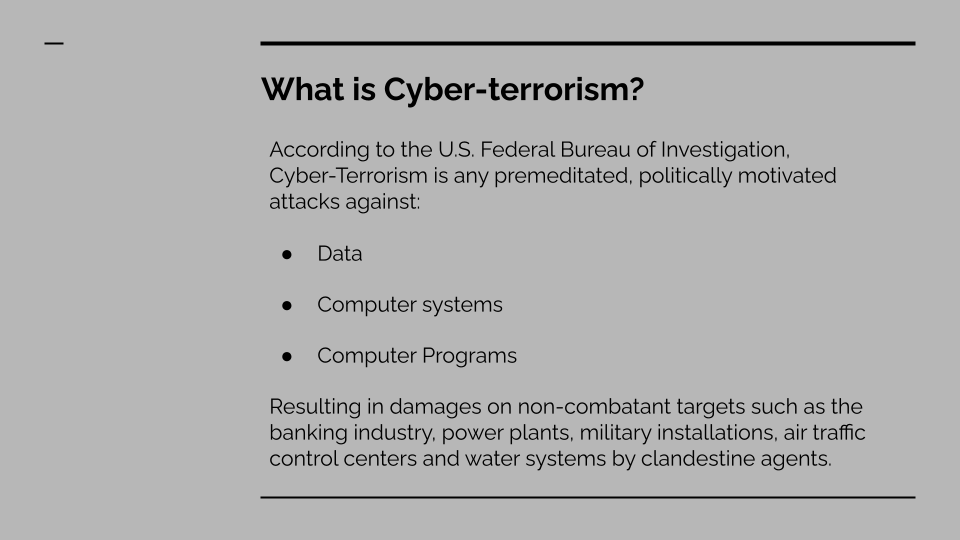 What is Cyber-terrorism?
According to the U.S. Federal Bureau of Investigation,
Cyber-Terrorism is any premeditated, politically motivated
attacks against:
● Data
● Computer systems
● Computer Programs
Resulting in damages on non-combatant targets such as the
banking industry, power plants, military installations, air traffic
control centers and water systems by clandestine agents.